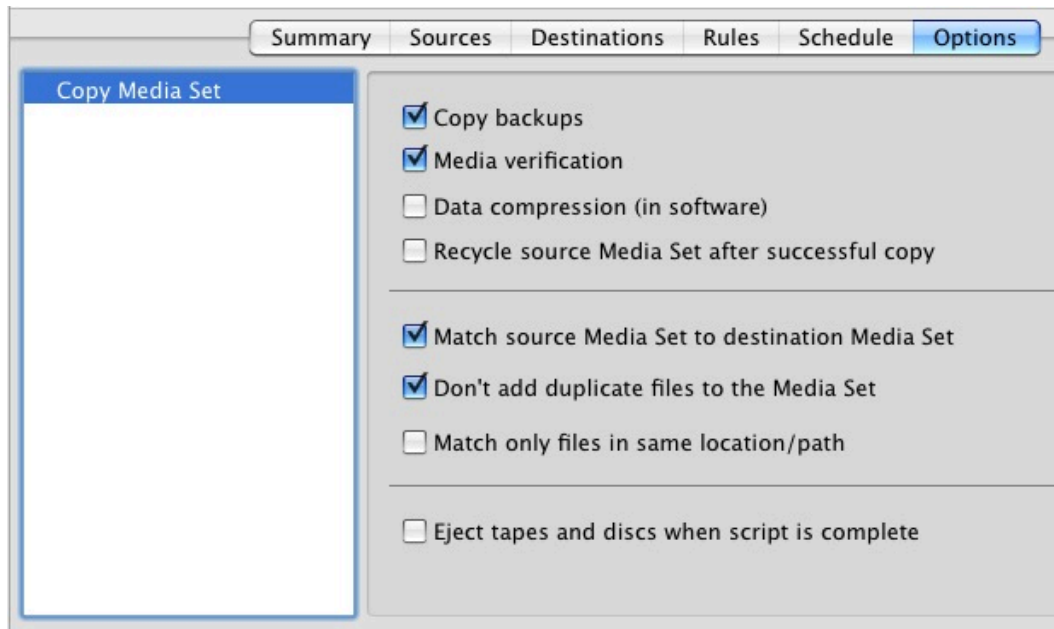 Summary Sources Destinations Rules Schedule Options
Copy Media Set
Copy backups
Media verification
Data compression (in software)
Recycle source Media Set after successful copy
Match source Media Set to destination Media Set
Don't add duplicate files to the Media Set
Match only files in same location/path
Eject tapes and discs when script is complete